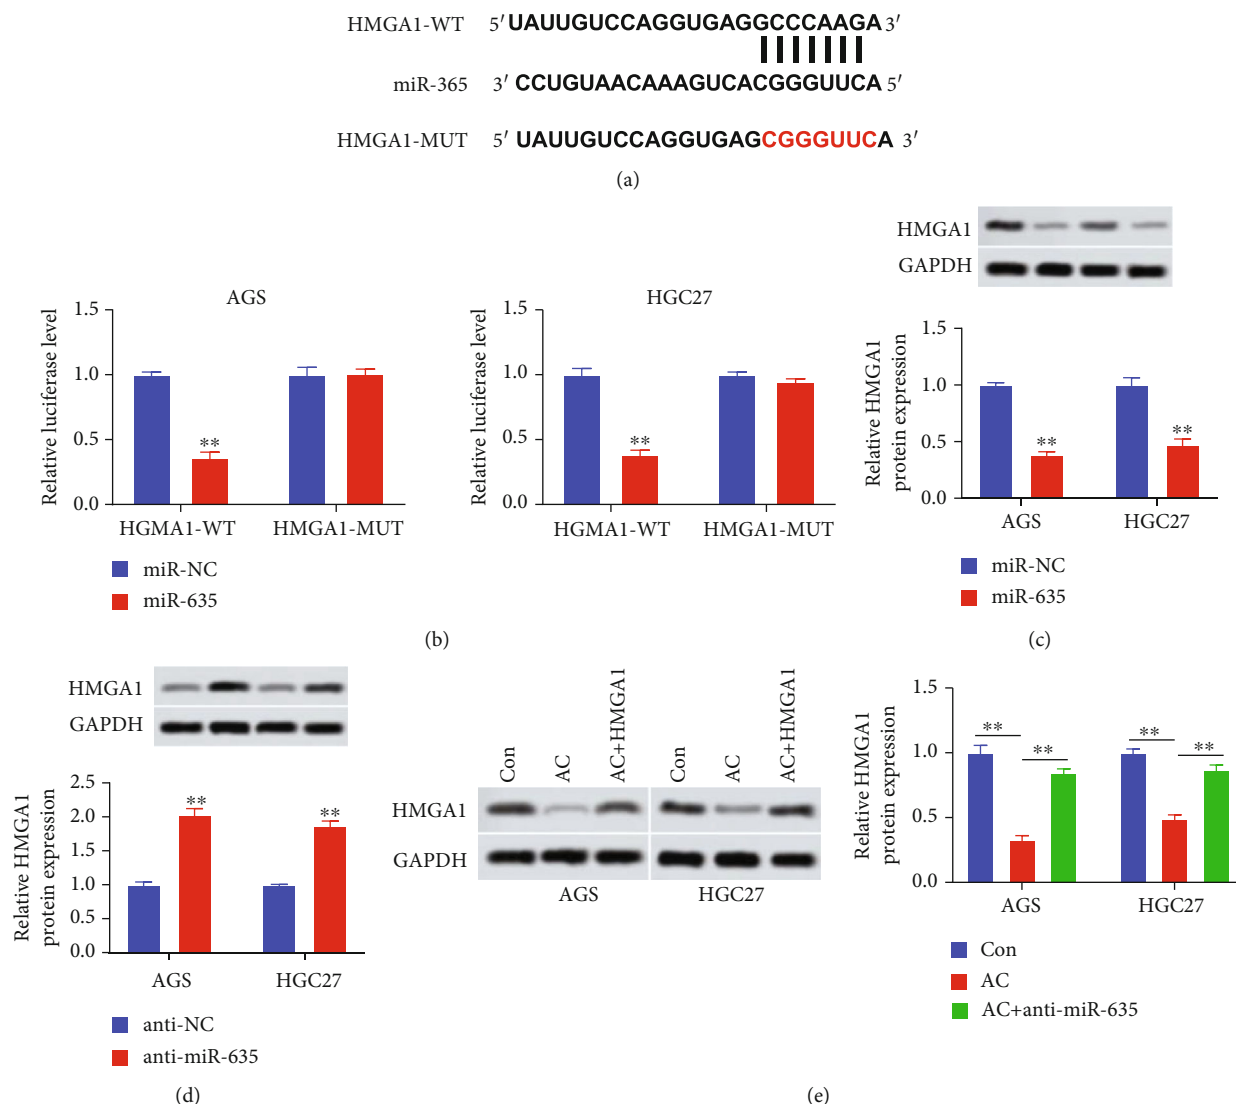 HMGA1-WT 5′ UAUUGUCCAGGUGAGGCCCAAGA 3′
miR-365 3′ CCUGUAACAAAGUCACGGGUUCA 5′
HMGA1-MUT 5′ UAUUGUCCAGGUGAGCGGGUUCA 3′
(a)
AGS
Relative luciferase level
1.5
1.0
0.5
0.0
**
HGMA1-WT HMGA1-MUT
miR-NC
miR-635
HGC27
Relative luciferase level
1.5
1.0
0.5
0.0
**
HGMA1-WT HMGA1-MUT
(b)
HMGA1
GAPDH
Relative HMGA1
protein expression
1.5
1.0
0.5
0.0
** **
AGS HGC27
miR-NC
miR-635
(c)
HMGA1
GAPDH
Relative HMGA1
protein expression
2.5
2.0
1.5
1.0
0.5
0.0
** **
AGS HGC27
anti-NC
anti-miR-635
(d)
Con AC AC+HMGA1 Con AC AC+HMGA1
HMGA1
GAPDH
AGS HGC27
Relative HMGA1
protein expression
1.5
1.0
0.5
0.0
** ** ** **
AGS HGC27
Con
AC
AC+anti-miR-635
(e)